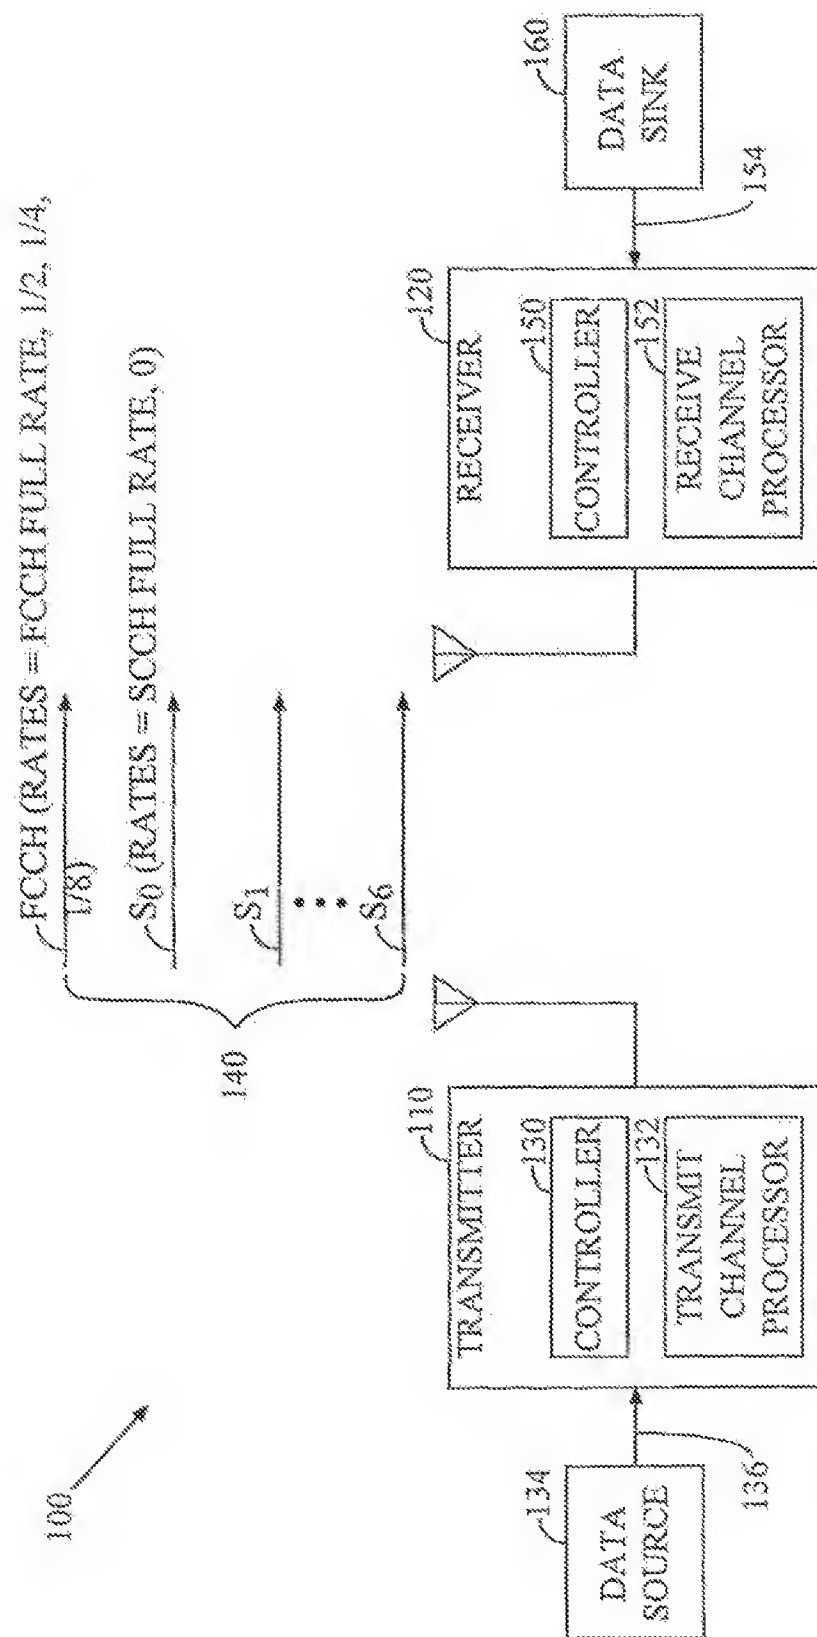 100
FCCH (RATES = FCCH FULL RATE, 1/2, 1/4,
1/8)
S0 (RATES = SCCH FULL RATE, 0)
S1
S6
140
110
TRANSMITTER
130
CONTROLLER
132
TRANSMIT
CHANNEL
PROCESSOR
134
DATA
SOURCE
136
120
RECEIVER
150
CONTROLLER
152
RECEIVE
CHANNEL
PROCESSOR
160
DATA
SINK
154